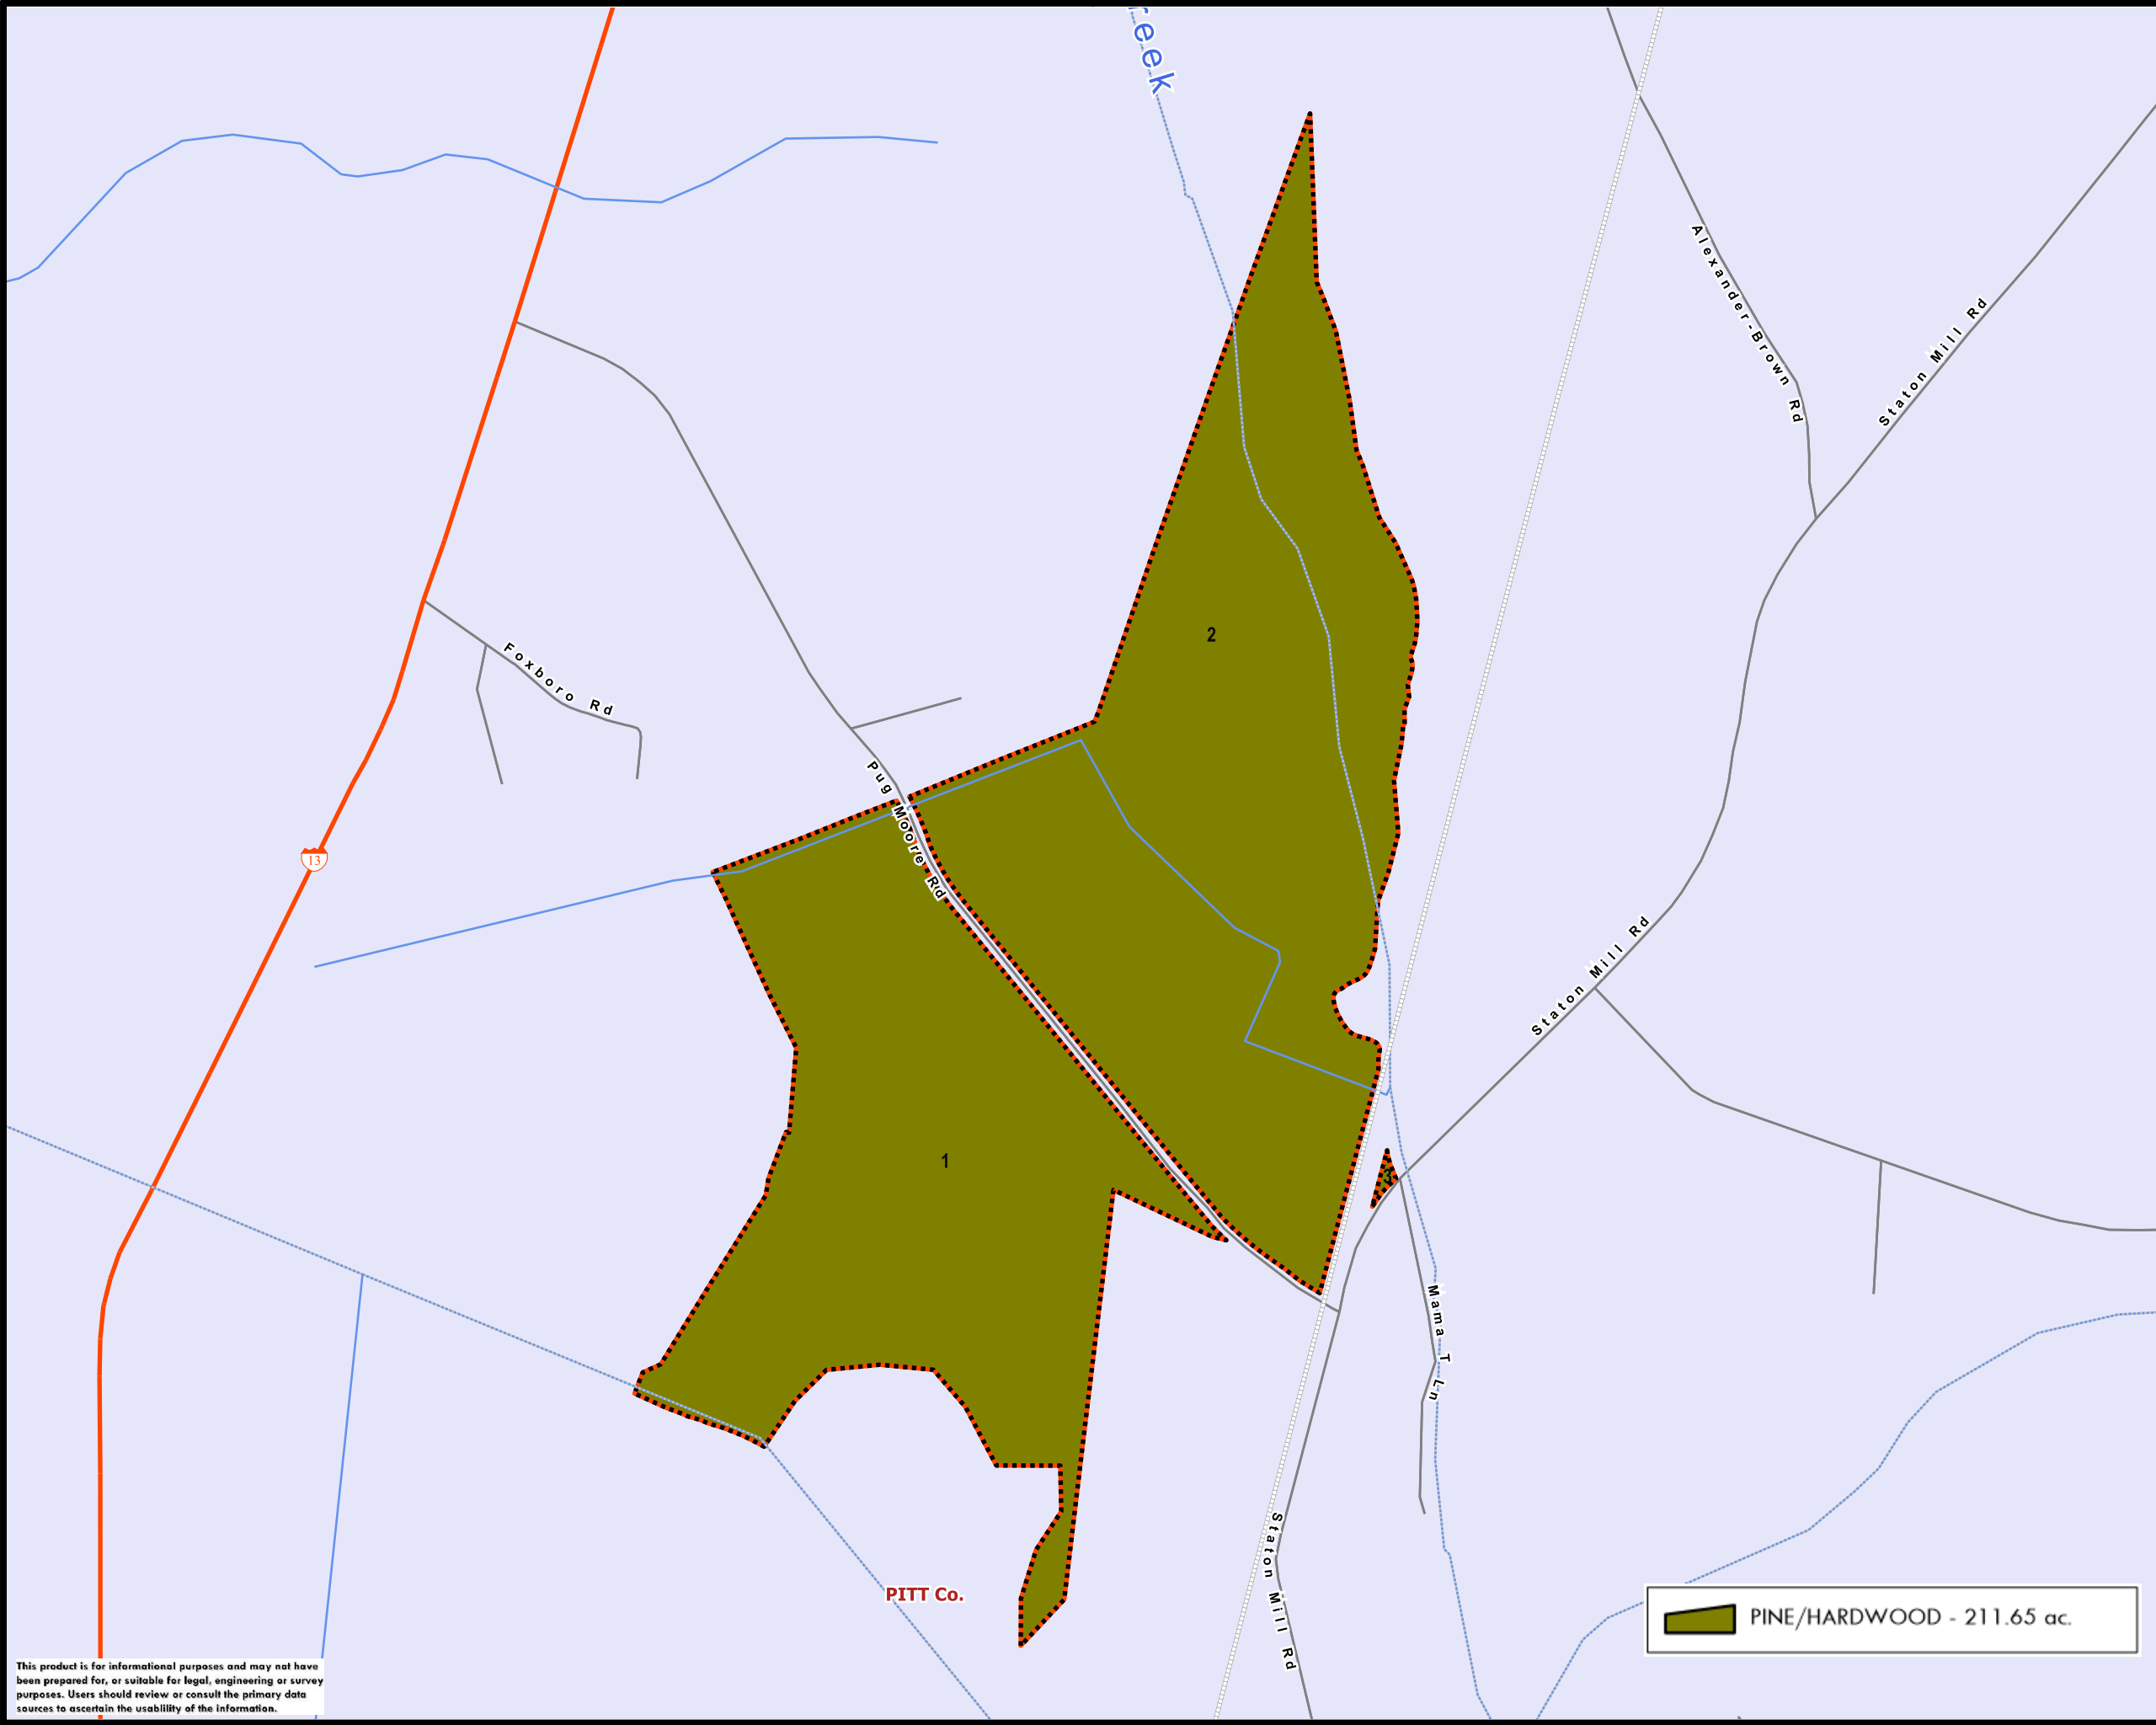 reek
Alexander-Brown Rd
Staton Mill Rd
2
Foxboro Rd
Pug Moore Rd
13
Staton Mill Rd
1
3
Mama T Ln
Staton Mill Rd
PITT Co.
PINE/HARDWOOD - 211.65 ac.
This product is for informational purposes and may not have
been prepared for, or suitable for legal, engineering or survey
purposes. Users should review or consult the primary data
sources to ascertain the usablility of the information.